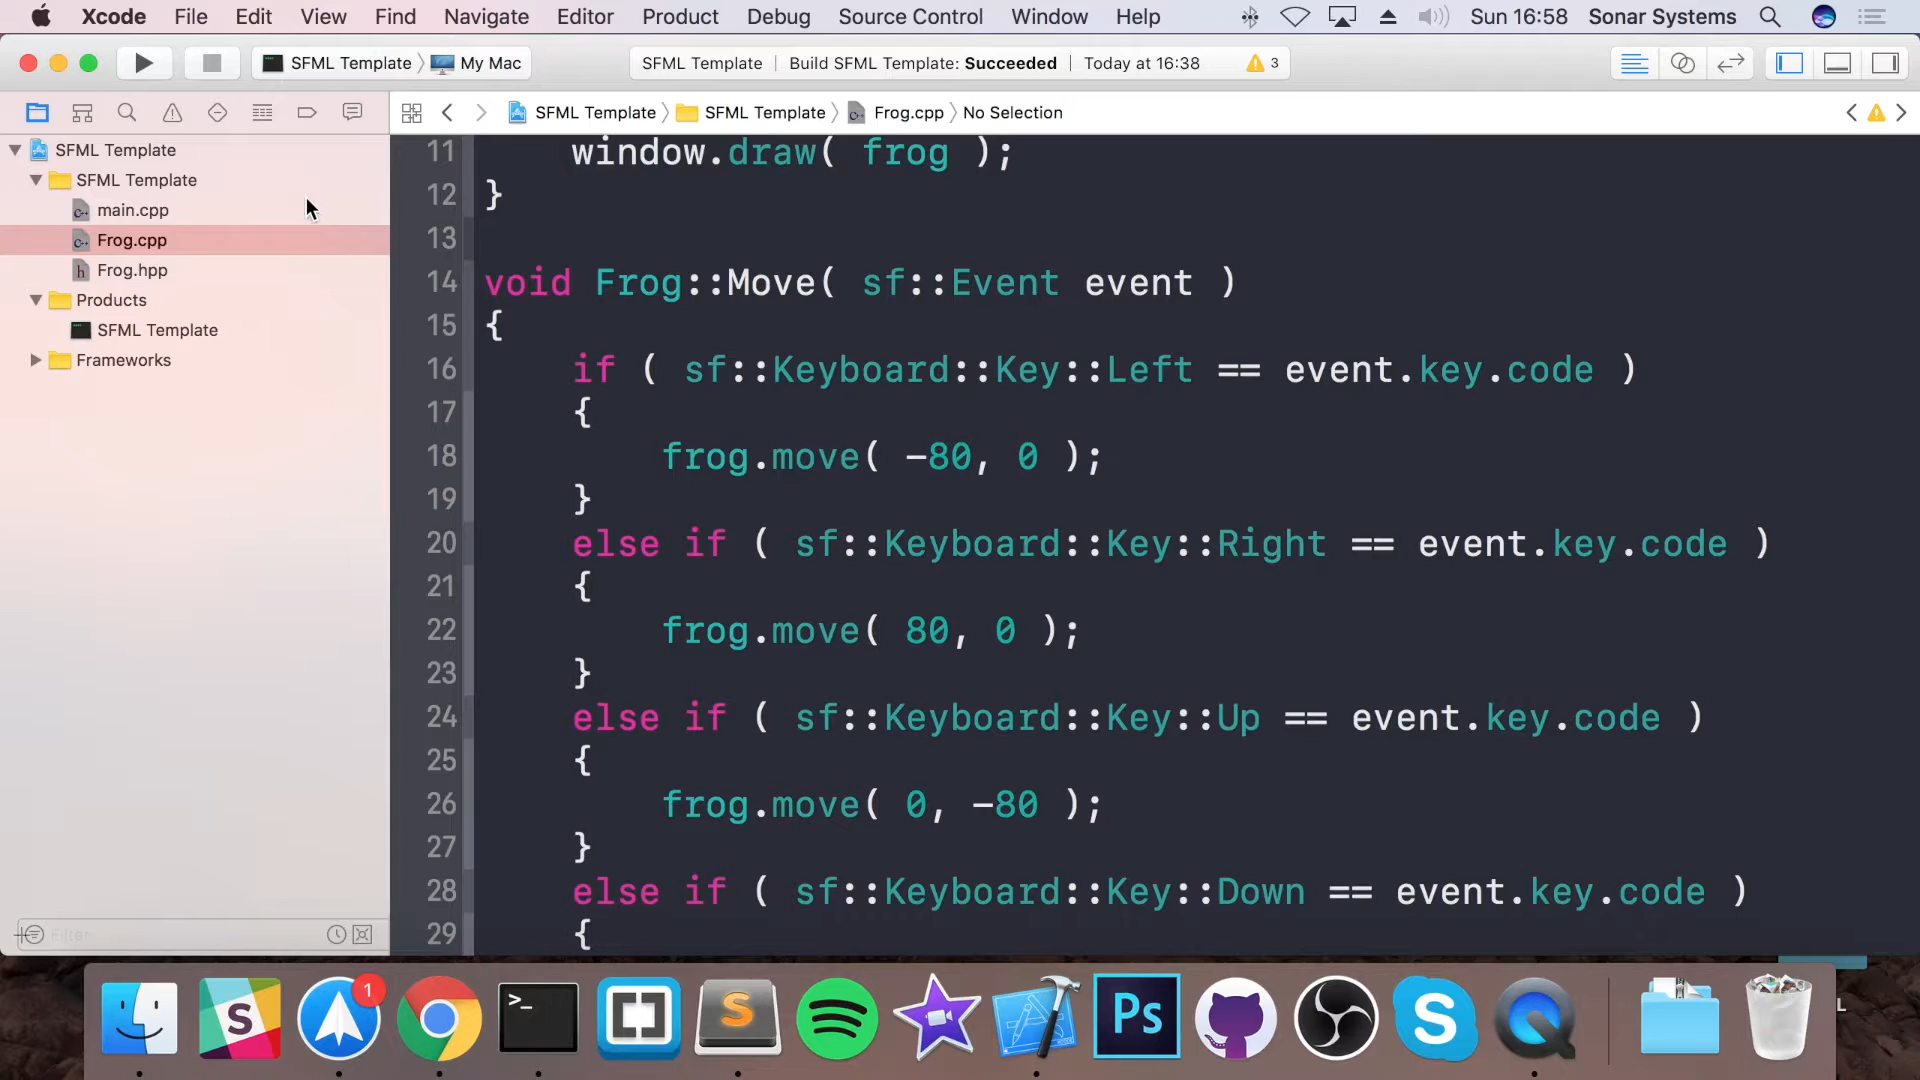 Xcode File Edit View Find Navigate Editor Product Debug Source Control Window Help Sun 16:58 Sonar Systems
SFML Template My Mac SFML Template | Build SFML Template: Succeeded | Today at 16:38 3
SFML Template SFML Template Frog.cpp No Selection
SFML Template
SFML Template
main.cpp
Frog.cpp
Frog.hpp
Products
SFML Template
Frameworks
Filter
11 window.draw( frog );
12 }
13
14 void Frog::Move( sf::Event event )
15 {
16 if ( sf::Keyboard::Key::Left == event.key.code )
17 {
18 frog.move( -80, 0 );
19 }
20 else if ( sf::Keyboard::Key::Right == event.key.code )
21 {
22 frog.move( 80, 0 );
23 }
24 else if ( sf::Keyboard::Key::Up == event.key.code )
25 {
26 frog.move( 0, -80 );
27 }
28 else if ( sf::Keyboard::Key::Down == event.key.code )
29 {
S 1 >_ S Ps S L